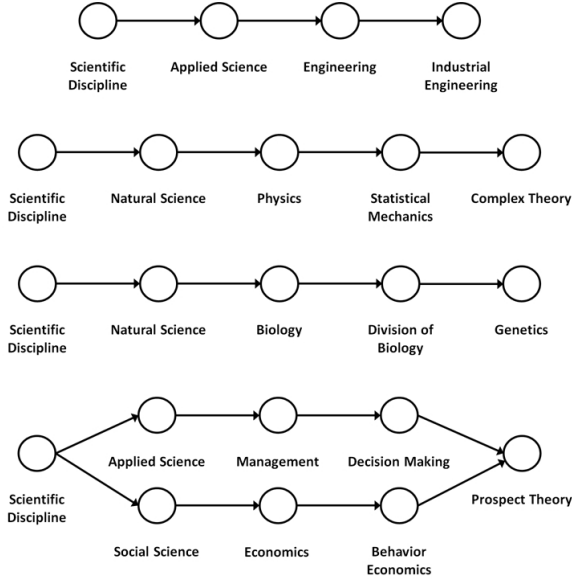 Scientific Applied Science Engineering Industrial
Discipline Engineering
Scientific Natural Science Physics Statistical Complex Theory
Discipline Mechanics
Scientific Natural Science Biology Division of Genetics
Discipline Biology
Applied Science Management Decision Making
Scientific Prospect Theory
Discipline
Social Science Economics Behavior
Economics